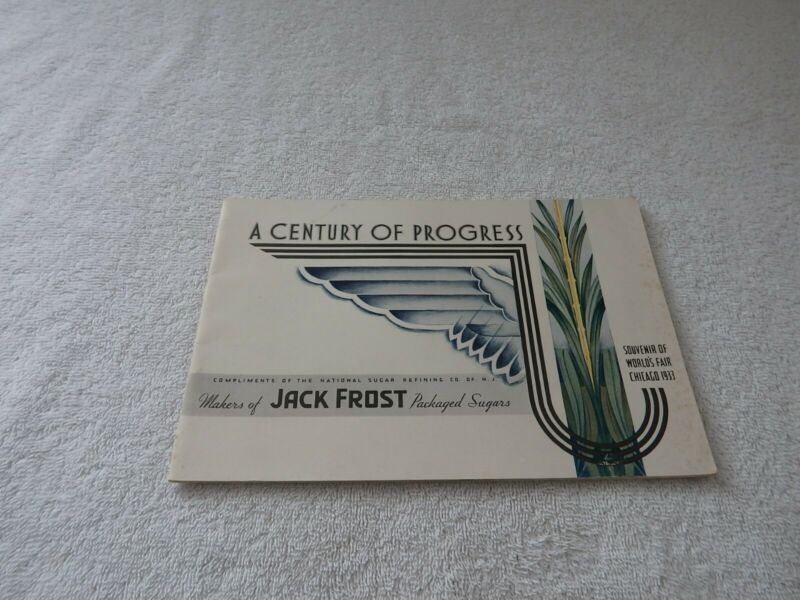 A CENTURY OF PROGRESS
COMPLIMENTS OF THE NATIONAL SUGAR REFINING CO. OF N.J.
Makers of JACK FROST Packaged Sugars
SOUVENIR OF
WORLD'S FAIR
CHICAGO 1933